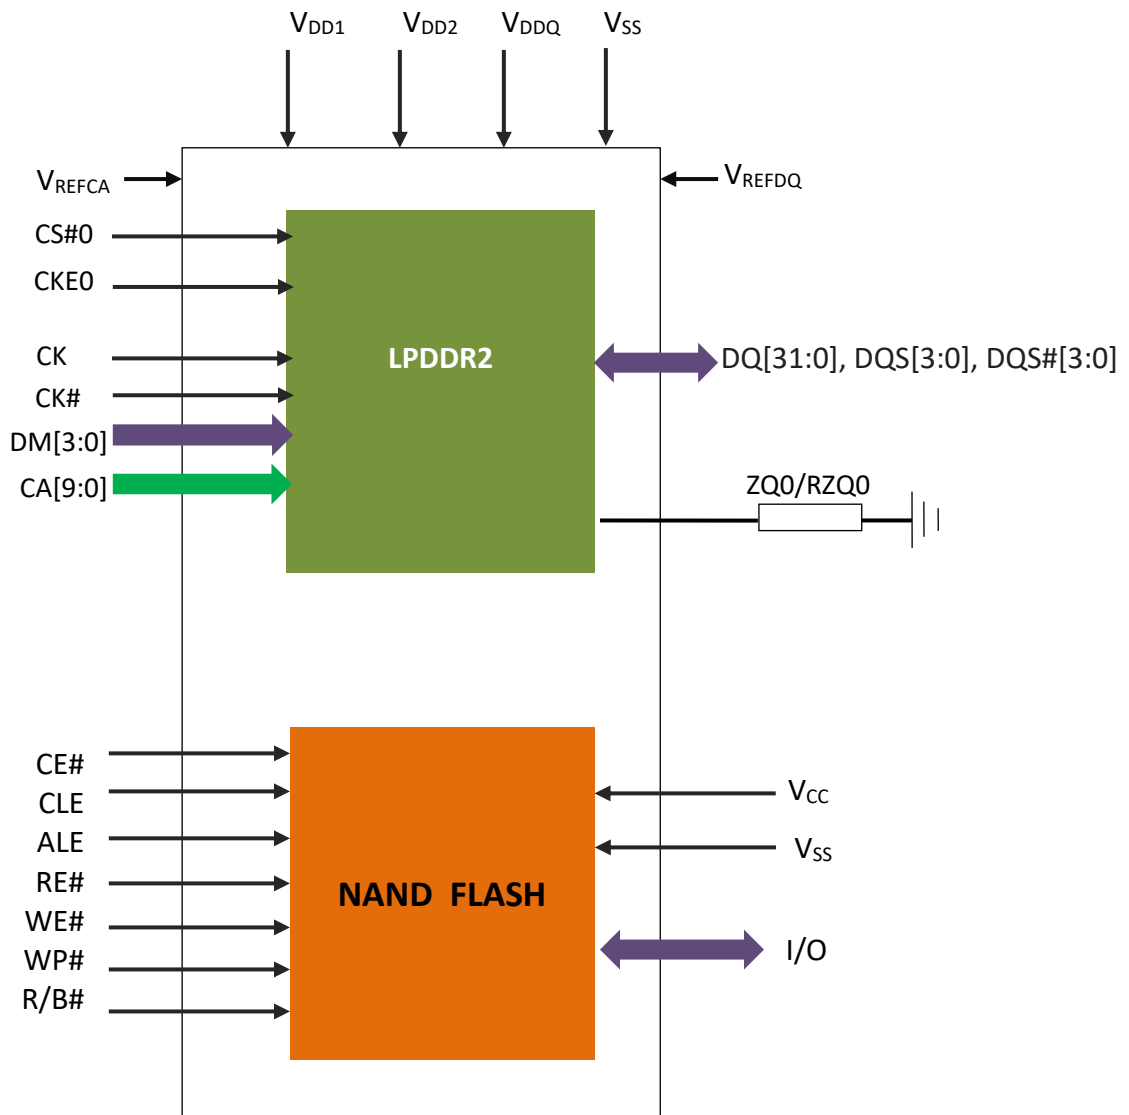 VDD1 VDD2 VDDQ VSS
VREFCA VREFDQ
CS#0
CKE0
CK LPDDR2 DQ[31:0], DQS[3:0], DQS#[3:0]
CK#
DM[3:0]
CA[9:0] ZQ0/RZQ0
CE#
CLE VCC
ALE VSS
RE# NAND FLASH
WE#
WP# I/O
R/B#